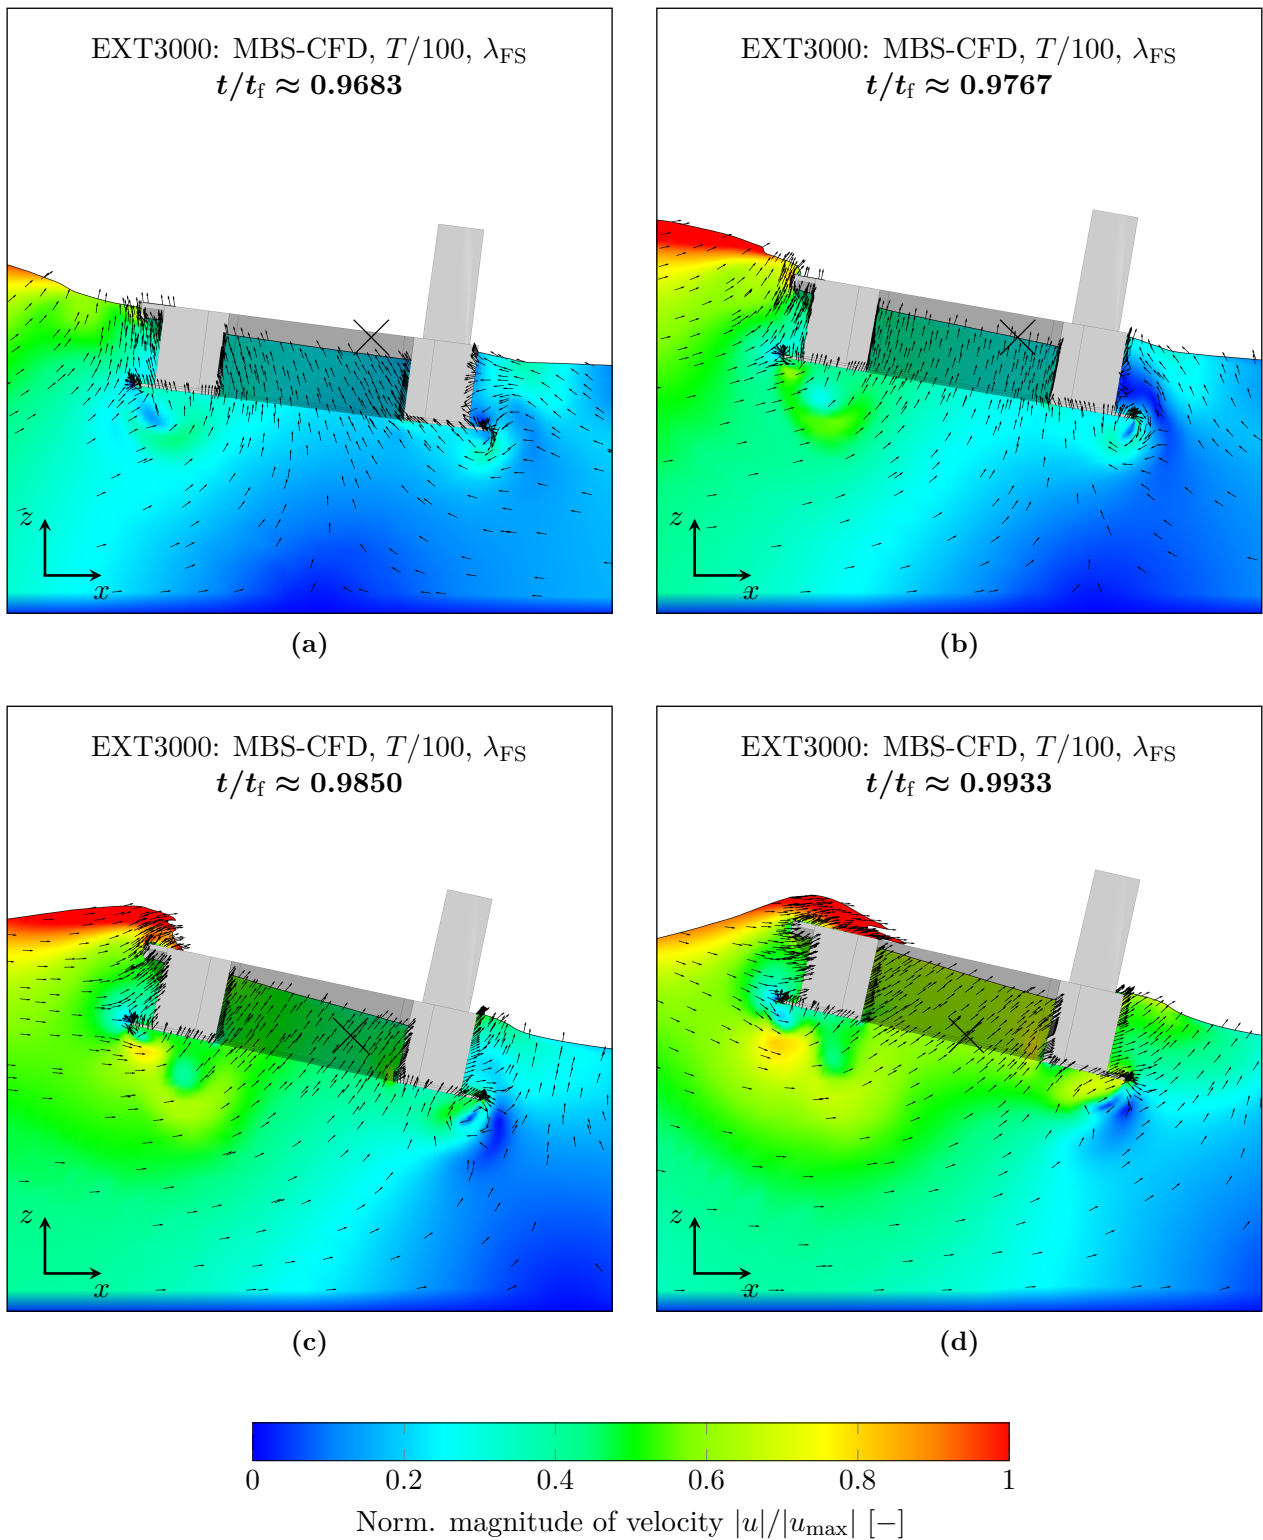 EXT3000: MBS-CFD, T/100, λFS
t/tf ≈ 0.9683
z
x
(a)
EXT3000: MBS-CFD, T/100, λFS
t/tf ≈ 0.9767
z
x
(b)
EXT3000: MBS-CFD, T/100, λFS
t/tf ≈ 0.9850
z
x
(c)
EXT3000: MBS-CFD, T/100, λFS
t/tf ≈ 0.9933
z
x
(d)
0 0.2 0.4 0.6 0.8 1
Norm. magnitude of velocity |u|/|umax| [−]